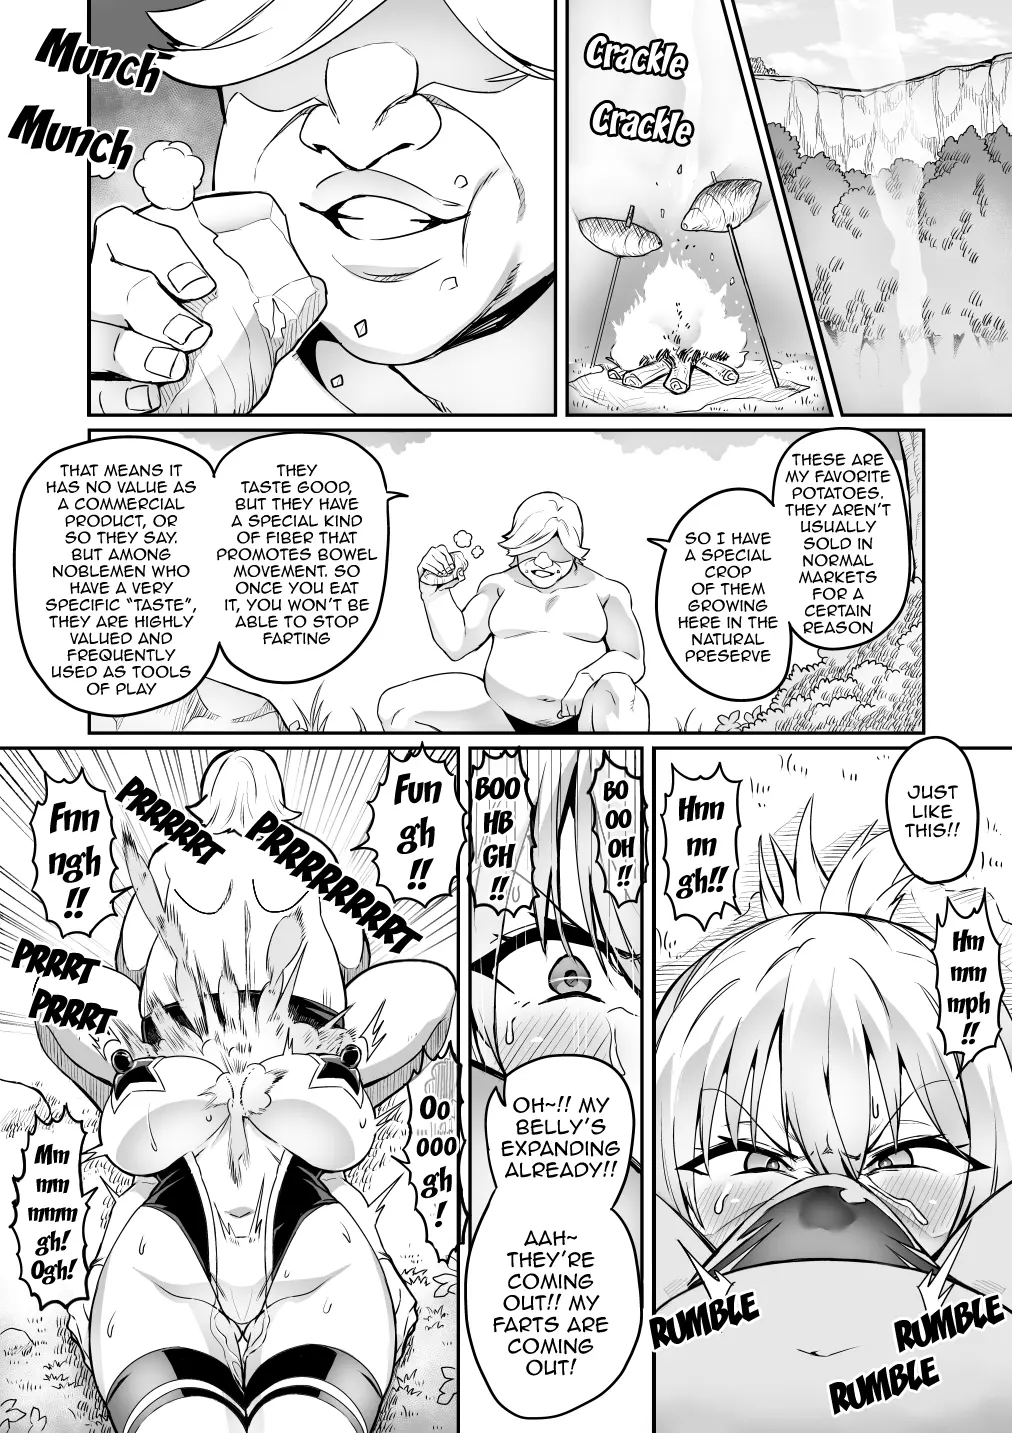 Crackle
Crackle
Munch
Munch
THESE ARE
MY FAVORITE
POTATOES.
THEY AREN'T
USUALLY
SOLD IN
NORMAL
MARKETS
FOR A
CERTAIN
REASON
SO I HAVE
A SPECIAL
CROP
OF THEM
GROWING
HERE IN THE
NATURAL
PRESERVE
THEY
TASTE GOOD,
BUT THEY HAVE
A SPECIAL KIND
OF FIBER THAT
PROMOTES BOWEL
MOVEMENT. SO
ONCE YOU EAT
IT, YOU WON'T BE
ABLE TO STOP
FARTING
THAT MEANS IT
HAS NO VALUE AS
A COMMERCIAL
PRODUCT, OR
SO THEY SAY.
BUT AMONG
NOBLEMEN WHO
HAVE A VERY
SPECIFIC "TASTE",
THEY ARE HIGHLY
VALUED AND
FREQUENTLY
USED AS TOOLS
OF PLAY
JUST
LIKE
THIS!!
Hnn
nn
gh!!
Hm
mm
mph
!!
RUMBLE
RUMBLE
RUMBLE
BO
OO
OH
!!
BOO
HB
GH
!!
OH~!! MY
BELLY'S
EXPANDING
ALREADY!!
AAH~
THEY'RE
COMING
OUT!! MY
FARTS ARE
COMING
OUT!
Fun
gh
!!
Fnn
ngh
!!
PRRRRRT
PRRRRRRRRRT
PRRRT
PRRRT
Oo
ooo
gh
!
Mm
mm
mmm
gh!
Ogh!